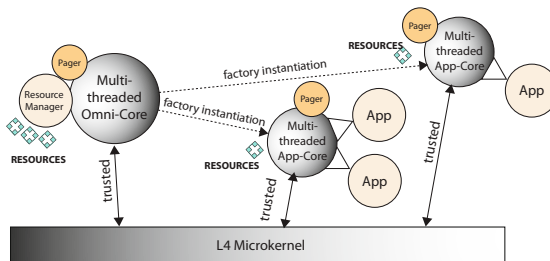 Pager
Multi-
threaded
Omni-Core
Resource
Manager
RESOURCES
factory instantiation
factory instantiation
Pager
Multi-
threaded
App-Core
RESOURCES
App
App
Pager
Multi-
threaded
App-Core
RESOURCES
App
trusted
trusted
trusted
L4 Microkernel